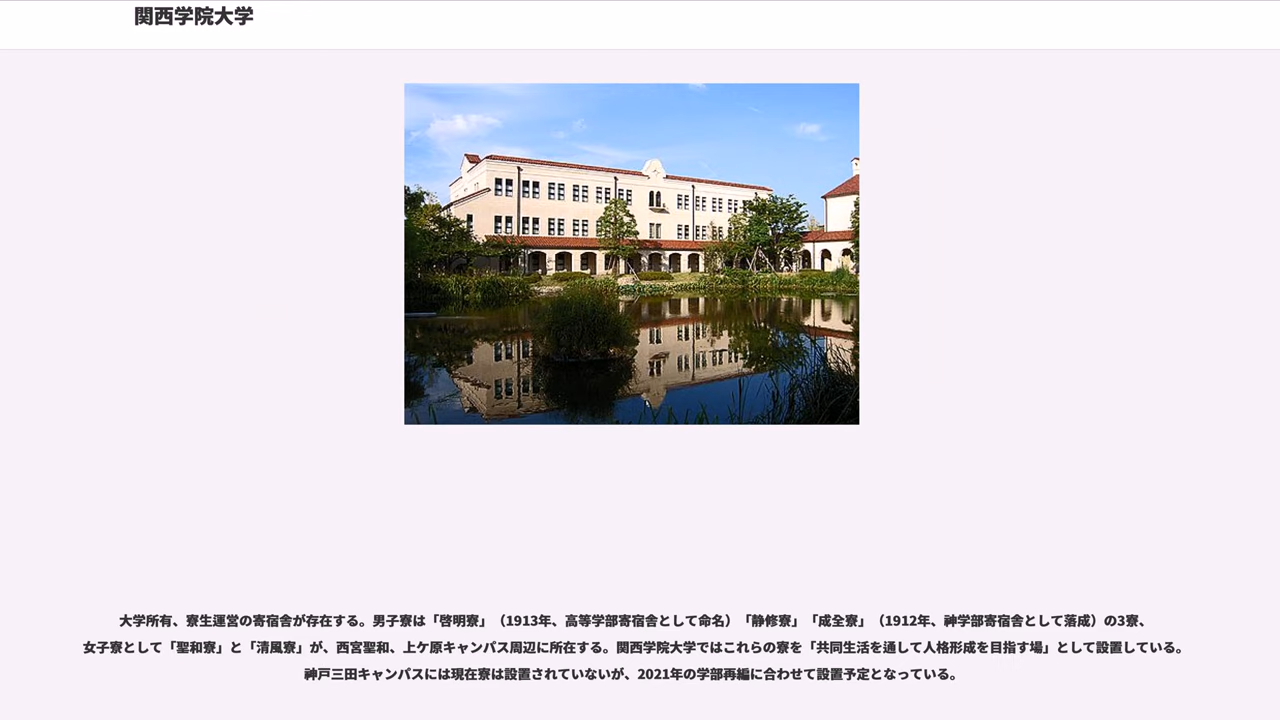 関西学院大学
大学所有、寮生運営の寄宿舎が存在する。男子寮は「啓明寮」（1913年、高等学部寄宿舎として命名）「静修寮」「成全寮」（1912年、神学部寄宿舎として落成）の3寮、
女子寮として「聖和寮」と「清風寮」が、西宮聖和、上ケ原キャンパス周辺に所在する。関西学院大学ではこれらの寮を「共同生活を通して人格形成を目指す場」として設置している。
神戸三田キャンパスには現在寮は設置されていないが、2021年の学部再編に合わせて設置予定となっている。